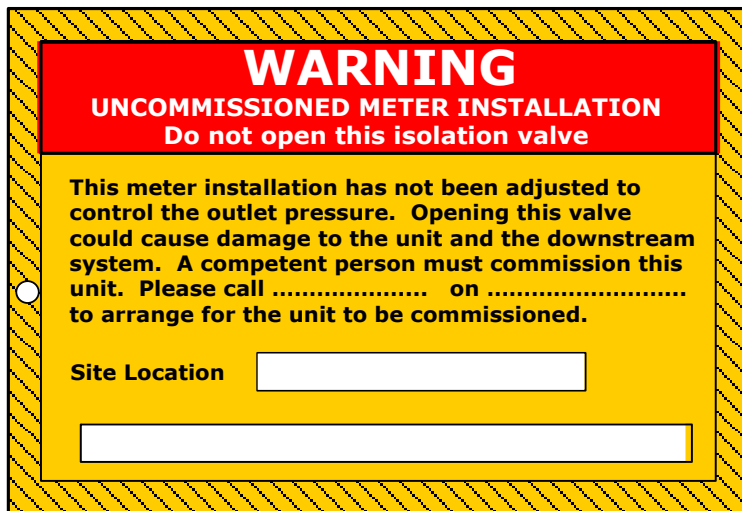 WARNING
UNCOMMISSIONED METER INSTALLATION
Do not open this isolation valve
This meter installation has not been adjusted to
control the outlet pressure.  Opening this valve
could cause damage to the unit and the downstream
system.  A competent person must commission this
unit.  Please call .....................   on ...........................
to arrange for the unit to be commissioned.
Site Location